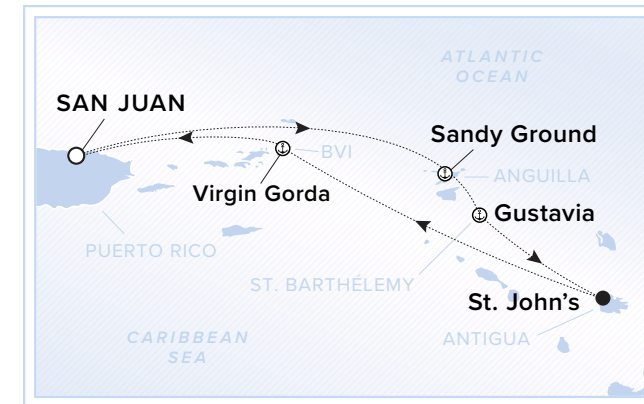 ATLANTIC
OCEAN
SAN JUAN
Sandy Ground
BVI
ANGUILLA
Virgin Gorda
Gustavia
PUERTO RICO
ST. BARTHÉLEMY
St. John's
CARIBBEAN
SEA
ANTIGUA